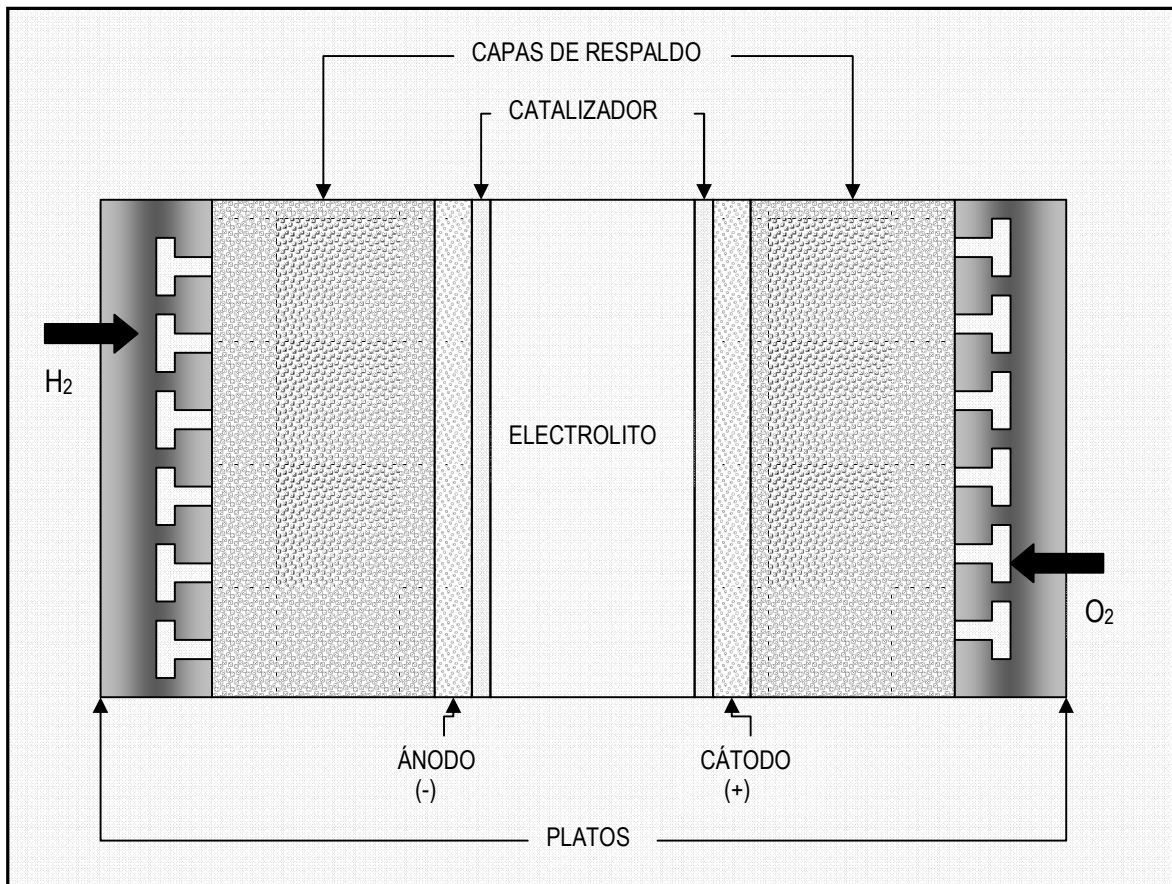 CAPAS DE RESPALDO
CATALIZADOR
H₂
ELECTROLITO
O₂
ÁNODO
(-)
CÁTODO
(+)
PLATOS